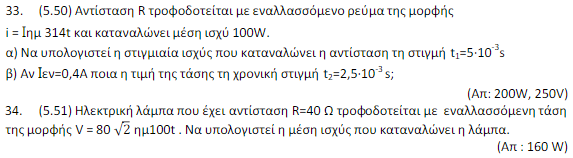 33. (5.50) Αντίσταση R τροφοδοτείται με εναλλασσόμενο ρεύμα της μορφής
i = Iημ 314t και καταναλώνει μέση ισχύ 100W.
α) Να υπολογιστεί η στιγμιαία ισχύς που καταναλώνει η αντίσταση τη στιγμή t₁=5·10⁻³s
β) Αν Iεν=0,4A ποια η τιμή της τάσης τη χρονική στιγμή t₂=2,5·10⁻³ s;
(Απ: 200W, 250V)
34. (5.51) Ηλεκτρική λάμπα που έχει αντίσταση R=40 Ω τροφοδοτείται με εναλλασσόμενη τάση
της μορφής V = 80 √2 ημ100t . Να υπολογιστεί η μέση ισχύς που καταναλώνει η λάμπα.
(Απ : 160 W)